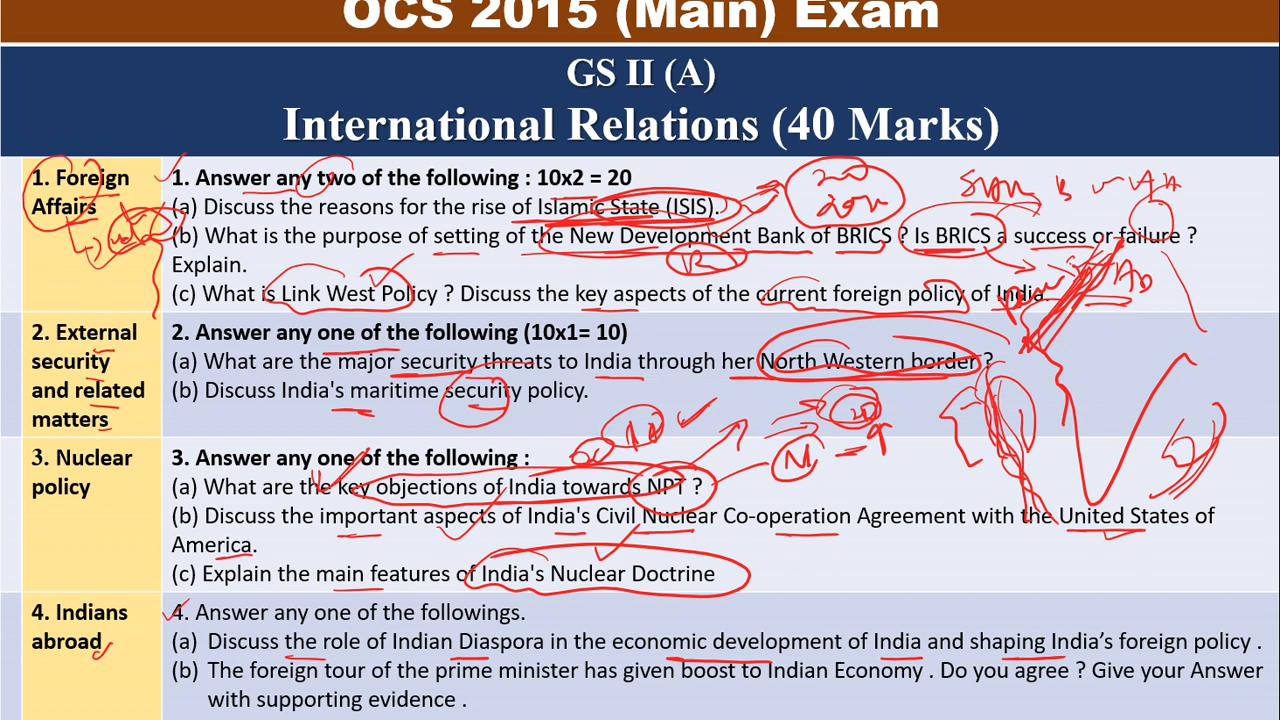 OCS 2015 (Main) Exam
GS II (A)
International Relations (40 Marks)
1. Foreign
Affairs
1. Answer any two of the following : 10x2 = 20
(a) Discuss the reasons for the rise of Islamic State (ISIS).
(b) What is the purpose of setting of the New Development Bank of BRICS ? Is BRICS a success or failure ?
Explain.
(c) What is Link West Policy ? Discuss the key aspects of the current foreign policy of India.
2. External
security
and related
matters
2. Answer any one of the following (10x1= 10)
(a) What are the major security threats to India through her North Western border ?
(b) Discuss India's maritime security policy.
3. Nuclear
policy
3. Answer any one of the following :
(a) What are the key objections of India towards NPT ?
(b) Discuss the important aspects of India's Civil Nuclear Co-operation Agreement with the United States of
America.
(c) Explain the main features of India's Nuclear Doctrine
4. Indians
abroad
4. Answer any one of the followings.
(a) Discuss the role of Indian Diaspora in the economic development of India and shaping India’s foreign policy .
(b) The foreign tour of the prime minister has given boost to Indian Economy . Do you agree ? Give your Answer
with supporting evidence .